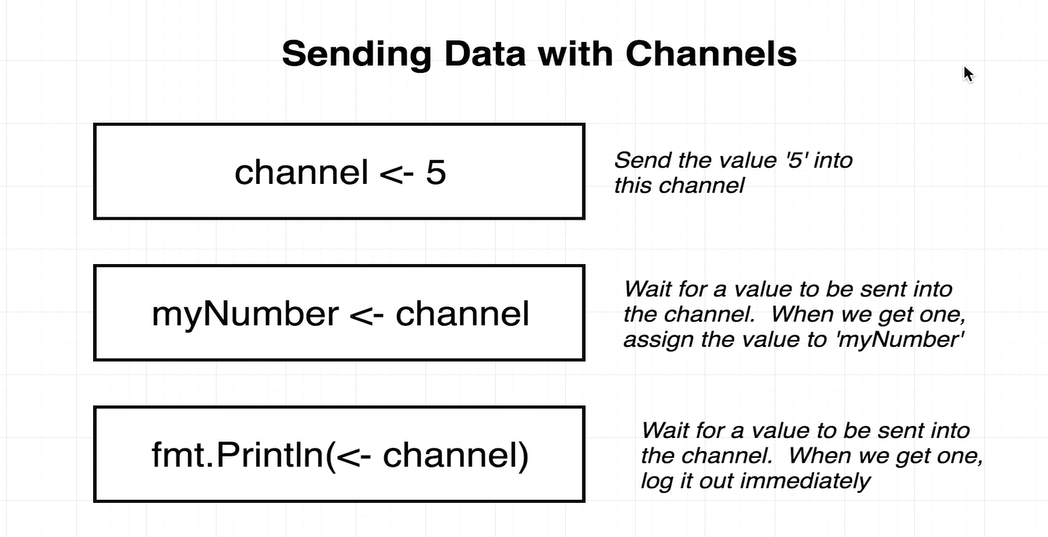 Sending Data with Channels
channel <- 5
Send the value '5' into
this channel
myNumber <- channel
Wait for a value to be sent into
the channel.  When we get one,
assign the value to 'myNumber'
fmt.Println(<- channel)
Wait for a value to be sent into
the channel.  When we get one,
log it out immediately